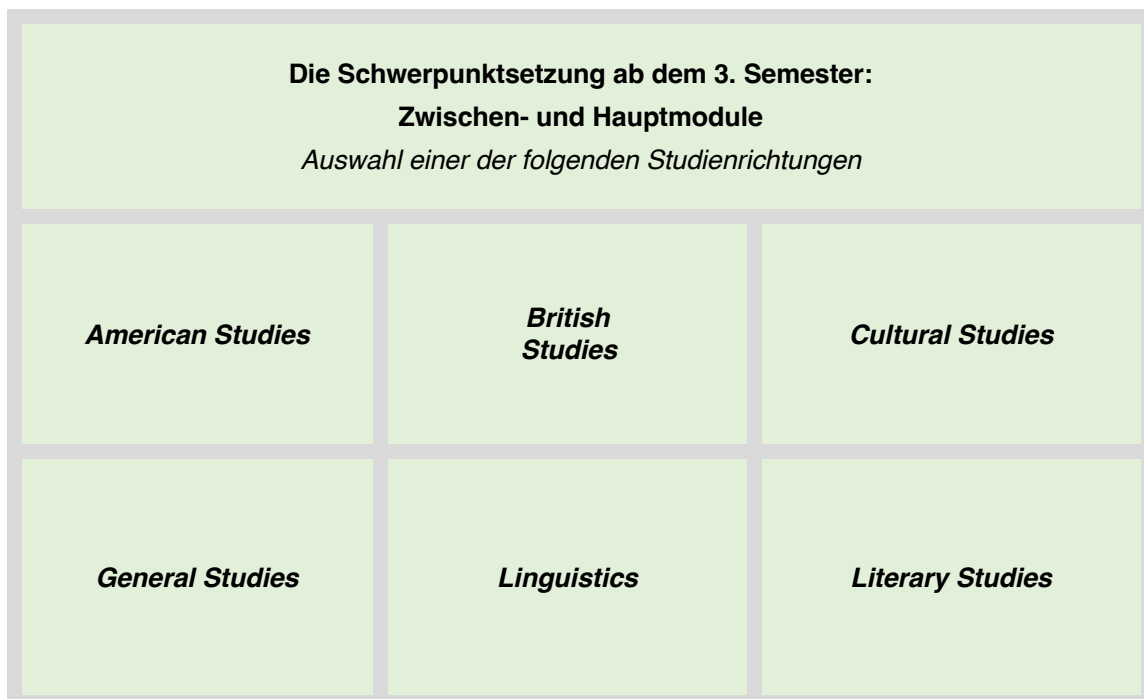 Die Schwerpunktsetzung ab dem 3. Semester:
Zwischen- und Hauptmodule
Auswahl einer der folgenden Studienrichtungen
American Studies
British
Studies
Cultural Studies
General Studies
Linguistics
Literary Studies